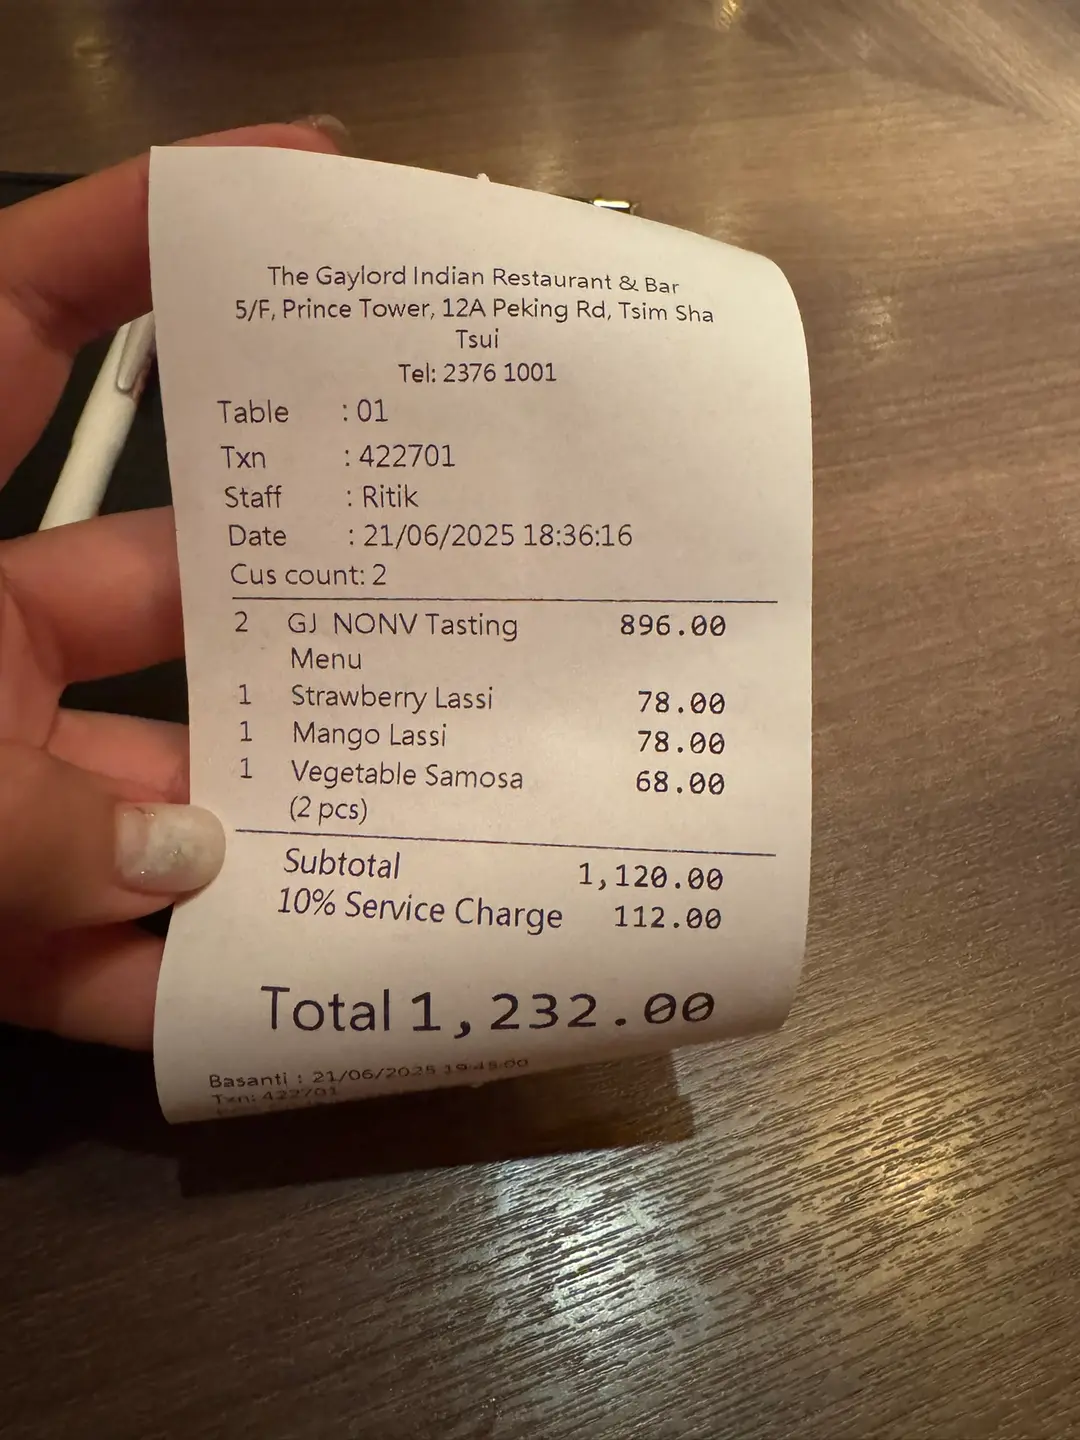 The Gaylord Indian Restaurant & Bar
5/F, Prince Tower, 12A Peking Rd, Tsim Sha
Tsui
Tel: 2376 1001
Table : 01
Txn : 422701
Staff : Ritik
Date : 21/06/2025 18:36:16
Cus count: 2
2 GJ NONV Tasting 896.00
Menu
1 Strawberry Lassi 78.00
1 Mango Lassi 78.00
1 Vegetable Samosa 68.00
(2 pcs)
Subtotal 1,120.00
10% Service Charge 112.00
Total 1,232.00
Basanti : 21/06/2025 19:45:00
Txn: 422701